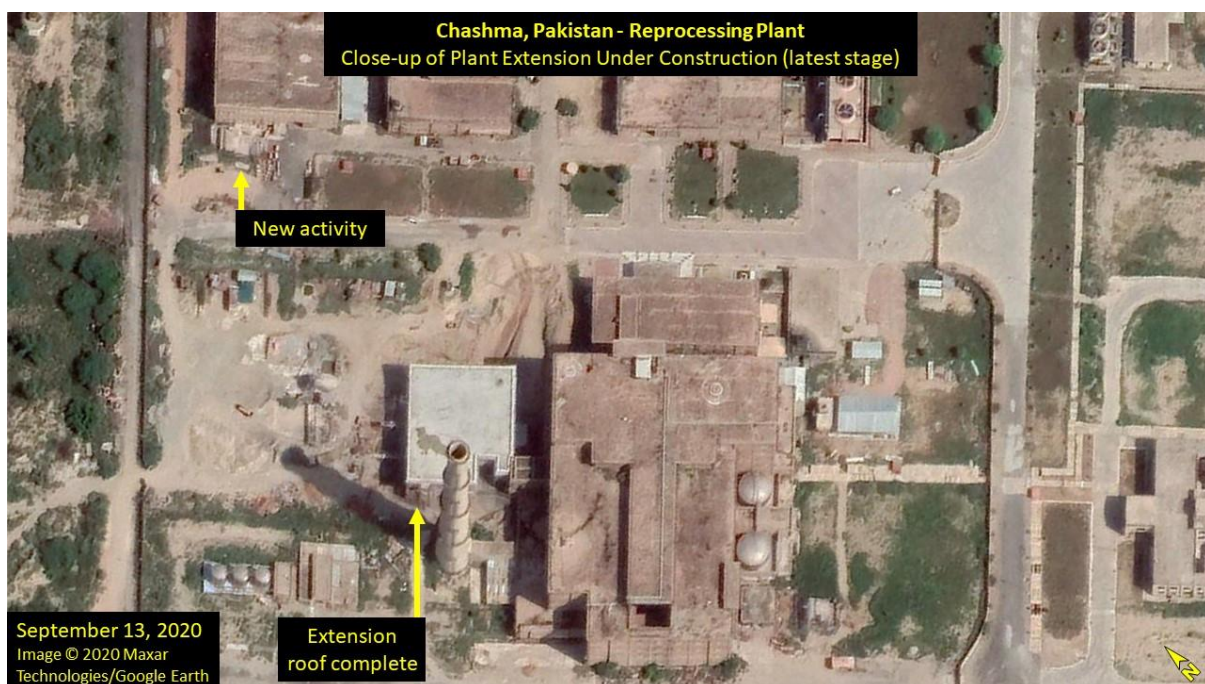 Chashma, Pakistan - Reprocessing Plant
Close-up of Plant Extension Under Construction (latest stage)
New activity
Extension
roof complete
September 13, 2020
Image © 2020 Maxar
Technologies/Google Earth
N